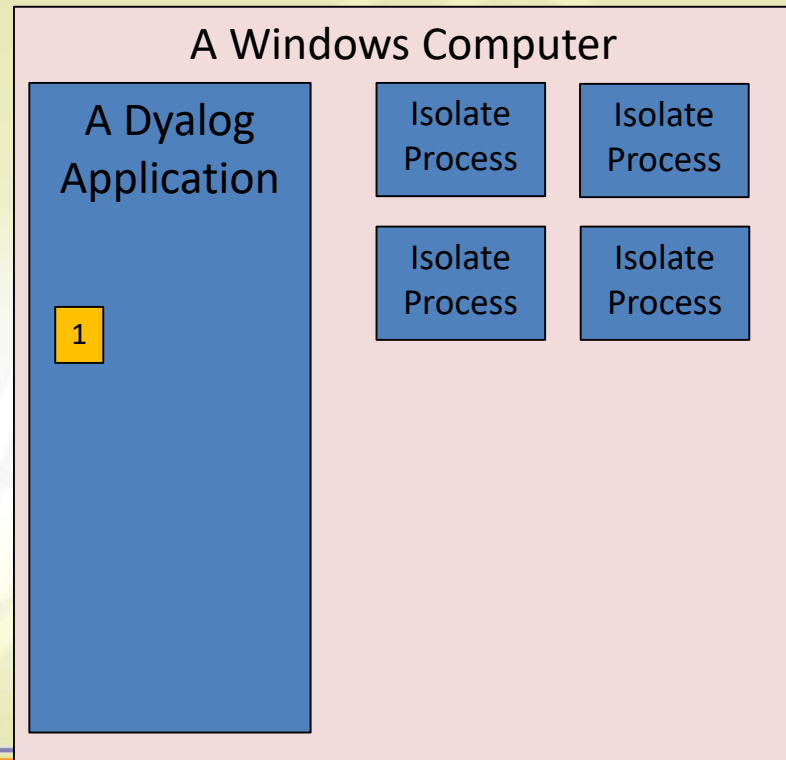 A Windows Computer
A Dyalog
Application
1
Isolate
Process
Isolate
Process
Isolate
Process
Isolate
Process